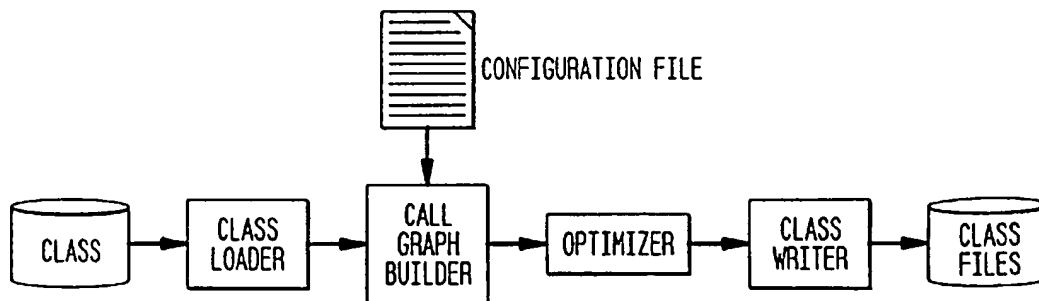 CONFIGURATION FILE
CLASS
CLASS
LOADER
CALL
GRAPH
BUILDER
OPTIMIZER
CLASS
WRITER
CLASS
FILES